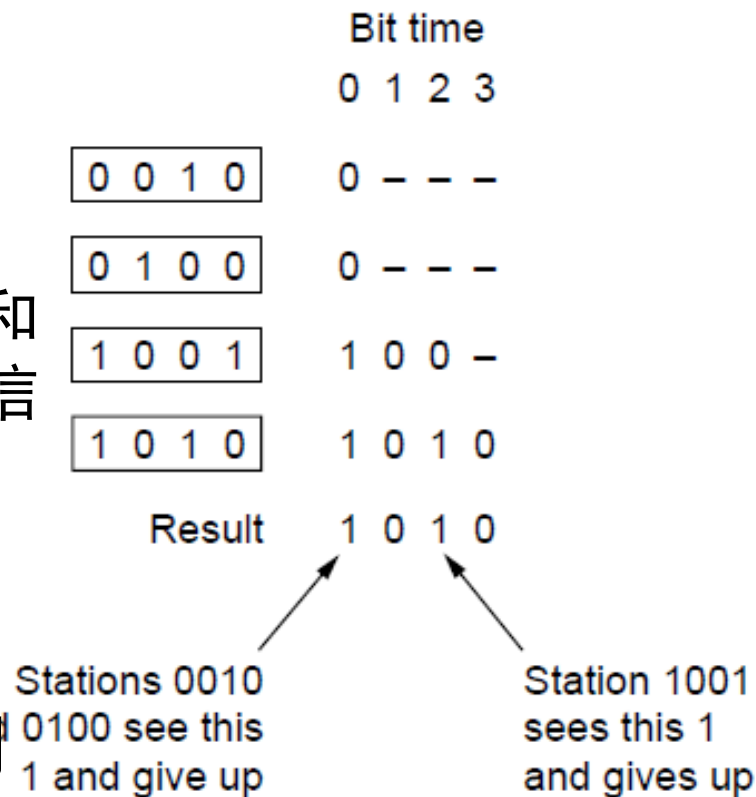 Bit time
0 1 2 3
0 0 1 0 0 – – –
0 1 0 0 0 – – –
和
1 0 0 1 1 0 0 –
信
1 0 1 0 1 0 1 0
Result 1 0 1 0
Stations 0010
0100 see this
1 and give up
Station 1001
sees this 1
and gives up